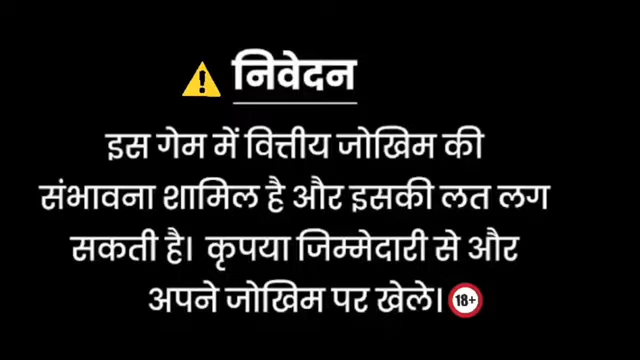 ⚠️ निवेदन
इस गेम में वित्तीय जोखिम की
संभावना शामिल है और इसकी लत लग
सकती है। कृपया जिम्मेदारी से और
अपने जोखिम पर खेले। 18+